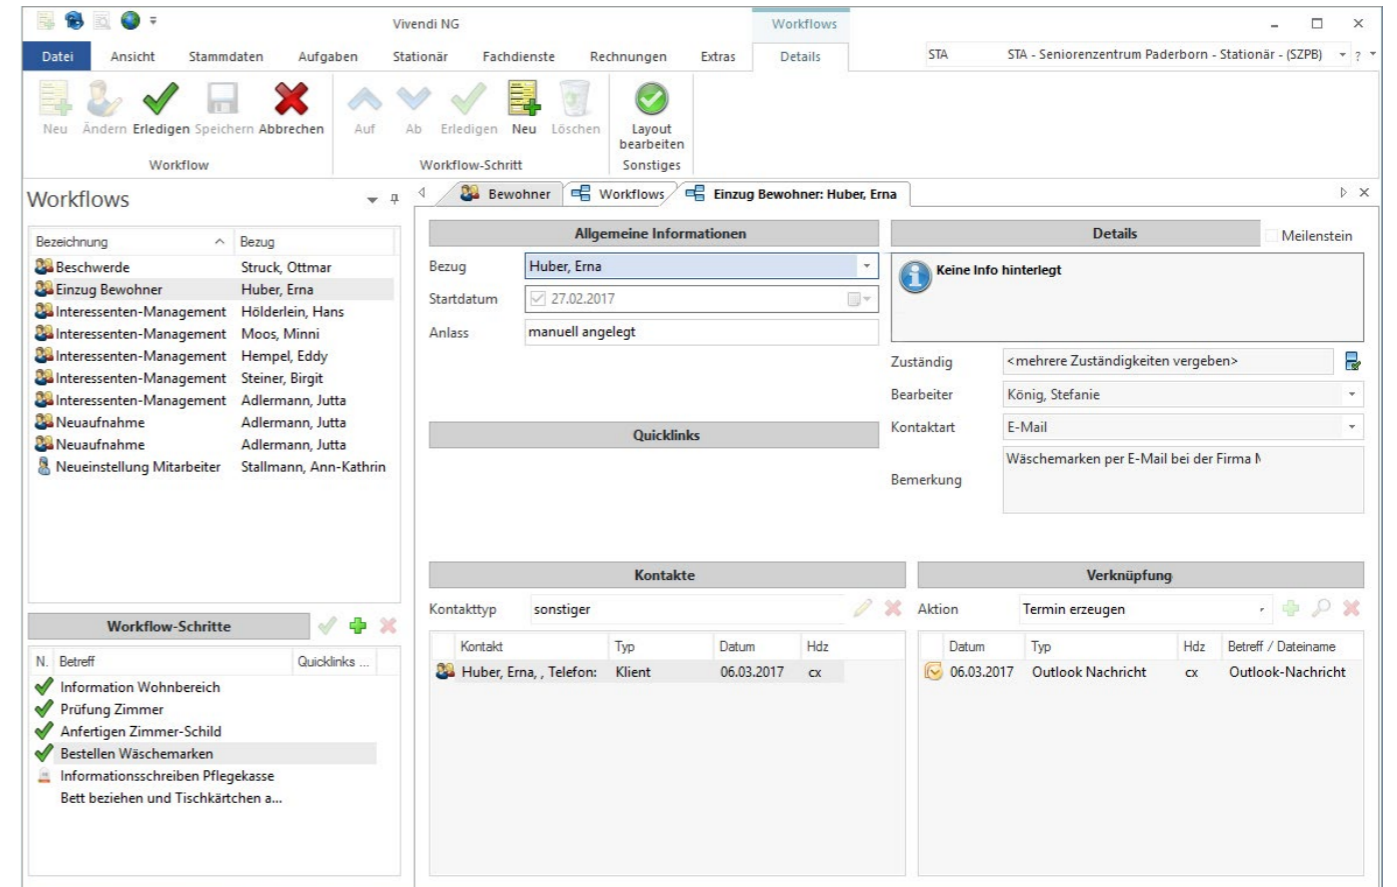 Vivendi NG
Workflows
Datei Ansicht Stammdaten Aufgaben Stationär Fachdienste Rechnungen Extras Details STA STA - Seniorenzentrum Paderborn - Stationär - (SZPB) ?
Neu Ändern Erledigen Speichern Abbrechen Auf Ab Erledigen Neu Löschen Layout bearbeiten
Workflow Workflow-Schritt Sonstiges
Workflows
Bezeichnung Bezug
Beschwerde Struck, Ottmar
Einzug Bewohner Huber, Erna
Interessenten-Management Hölderlein, Hans
Interessenten-Management Moos, Minni
Interessenten-Management Hempel, Eddy
Interessenten-Management Steiner, Birgit
Interessenten-Management Adlermann, Jutta
Neuaufnahme Adlermann, Jutta
Neuaufnahme Adlermann, Jutta
Neueinstellung Mitarbeiter Stallmann, Ann-Kathrin
Workflow-Schritte
N. Betreff Quicklinks ...
Information Wohnbereich
Prüfung Zimmer
Anfertigen Zimmer-Schild
Bestellen Wäschemarken
Informationsschreiben Pflegekasse
Bett beziehen und Tischkärtchen a...
Bewohner Workflows Einzug Bewohner: Huber, Erna
Allgemeine Informationen
Bezug Huber, Erna
Startdatum 27.02.2017
Anlass manuell angelegt
Quicklinks
Details Meilenstein
Keine Info hinterlegt
Zuständig <mehrere Zuständigkeiten vergeben>
Bearbeiter König, Stefanie
Kontaktart E-Mail
Bemerkung Wäschemarken per E-Mail bei der Firma
Kontakte
Kontakttyp sonstiger
Kontakt Typ Datum Hdz
Huber, Erna, , Telefon: Klient 06.03.2017 cx
Verknüpfung
Aktion Termin erzeugen
Datum Typ Hdz Betreff / Dateiname
06.03.2017 Outlook Nachricht cx Outlook-Nachricht